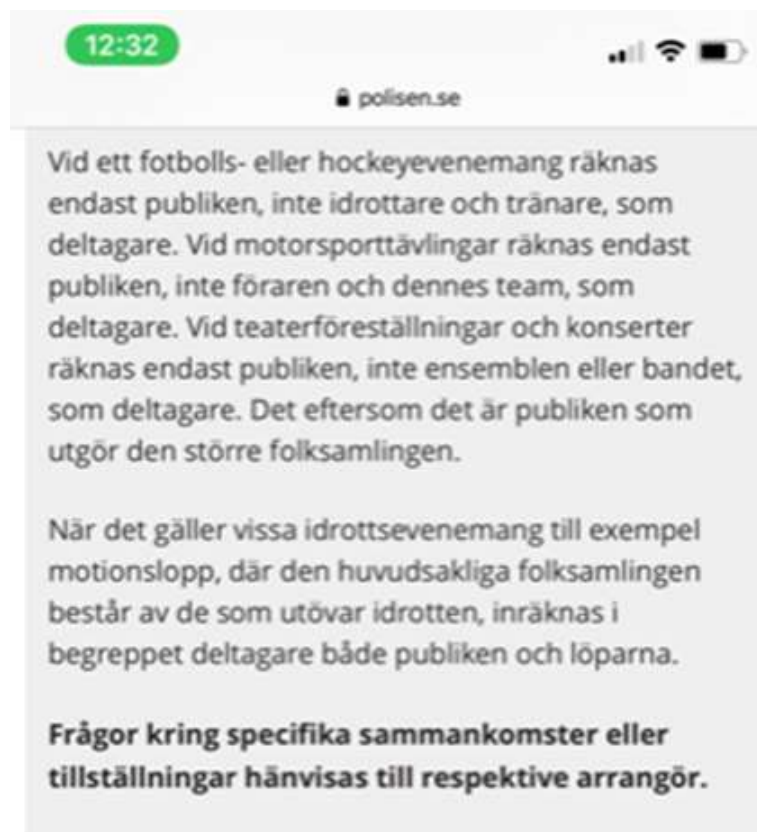 12:32
polisen.se
Vid ett fotbolls- eller hockeyevenemang räknas
endast publiken, inte idrottare och tränare, som
deltagare. Vid motorsporttävlingar räknas endast
publiken, inte föraren och dennes team, som
deltagare. Vid teaterföreställningar och konserter
räknas endast publiken, inte ensemblen eller bandet,
som deltagare. Det eftersom det är publiken som
utgör den större folksamlingen.
När det gäller vissa idrottsevenemang till exempel
motionslopp, där den huvudsakliga folksamlingen
består av de som utövar idrotten, inräknas i
begreppet deltagare både publiken och löparna.
Frågor kring specifika sammankomster eller
tillställningar hänvisas till respektive arrangör.